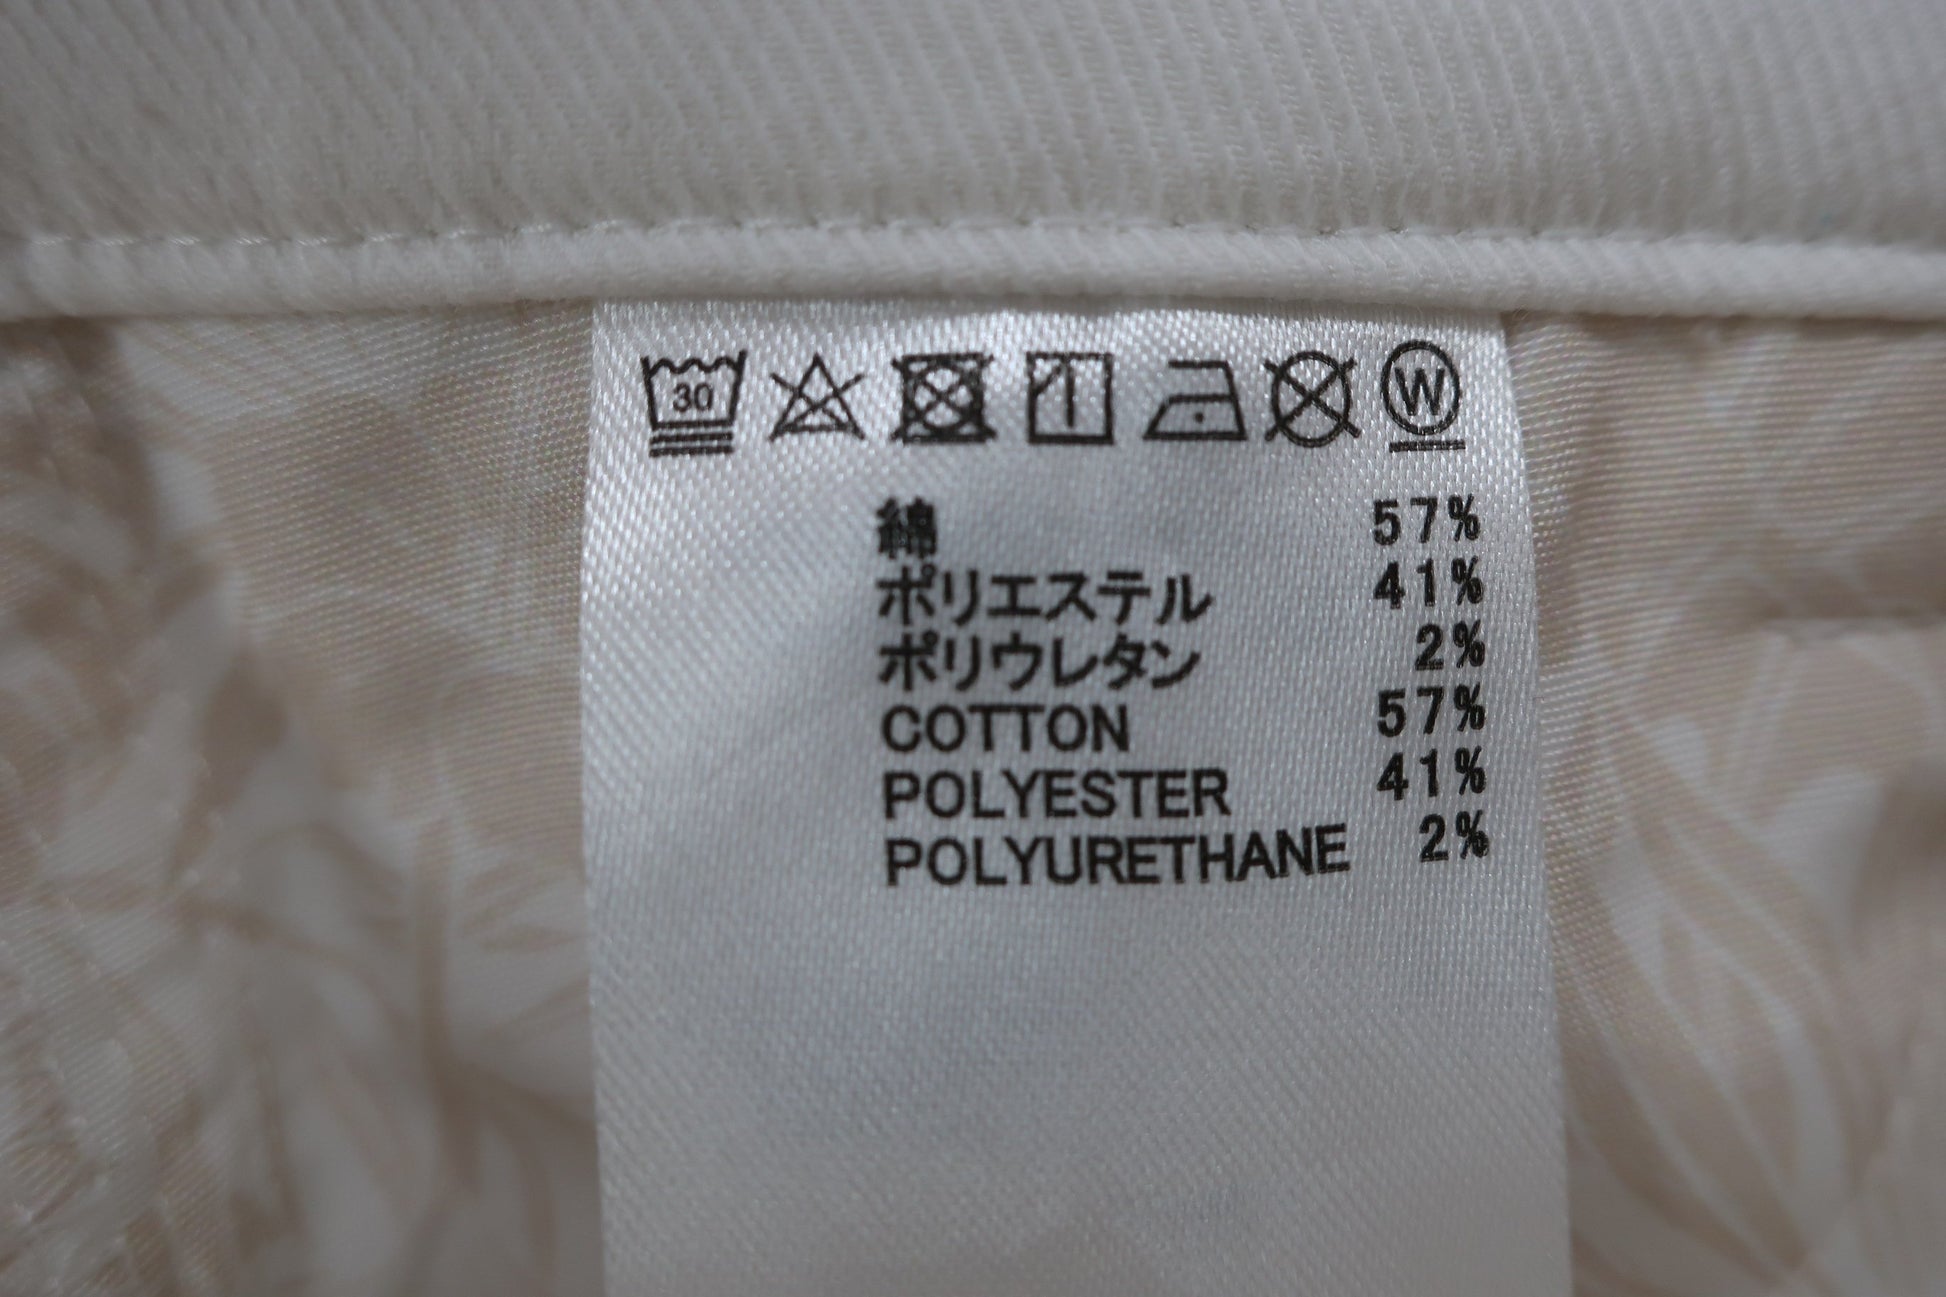 30 W
綿 57%
ポリエステル 41%
ポリウレタン 2%
COTTON 57%
POLYESTER 41%
POLYURETHANE 2%